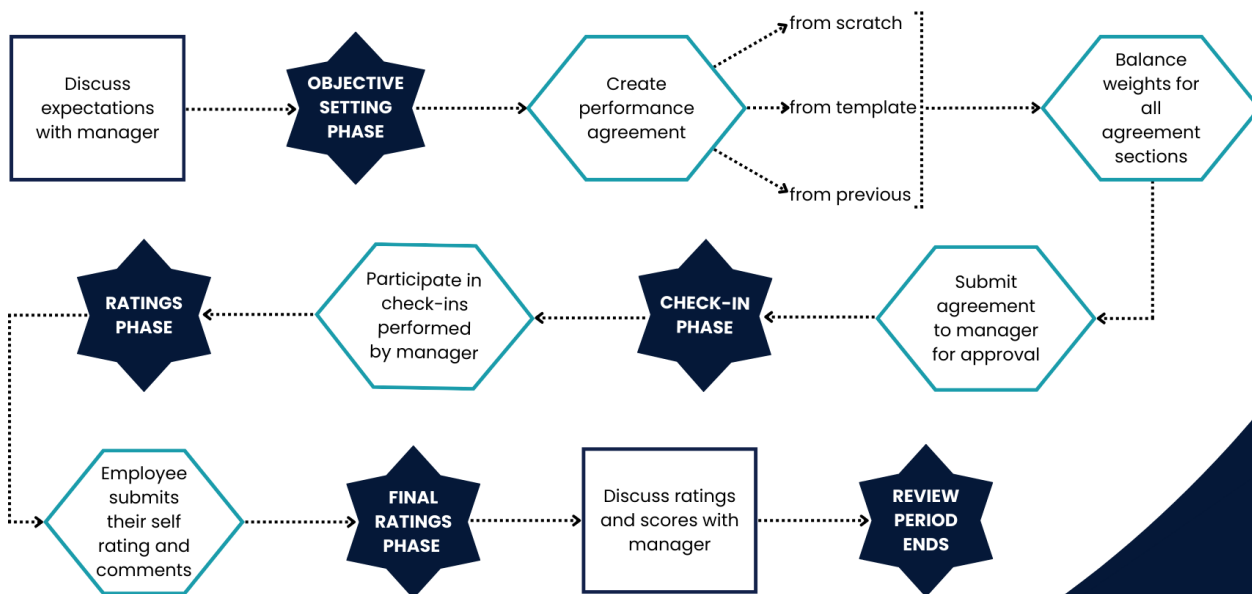 Discuss
expectations
with manager
OBJECTIVE
SETTING
PHASE
Create
performance
agreement
from scratch
from template
from previous
Balance
weights for
all
agreement
sections
Submit
agreement
to manager
for approval
CHECK-IN
PHASE
Participate in
check-ins
performed
by manager
RATINGS
PHASE
Employee
submits
their self
rating and
comments
FINAL
RATINGS
PHASE
Discuss ratings
and scores with
manager
REVIEW
PERIOD
ENDS